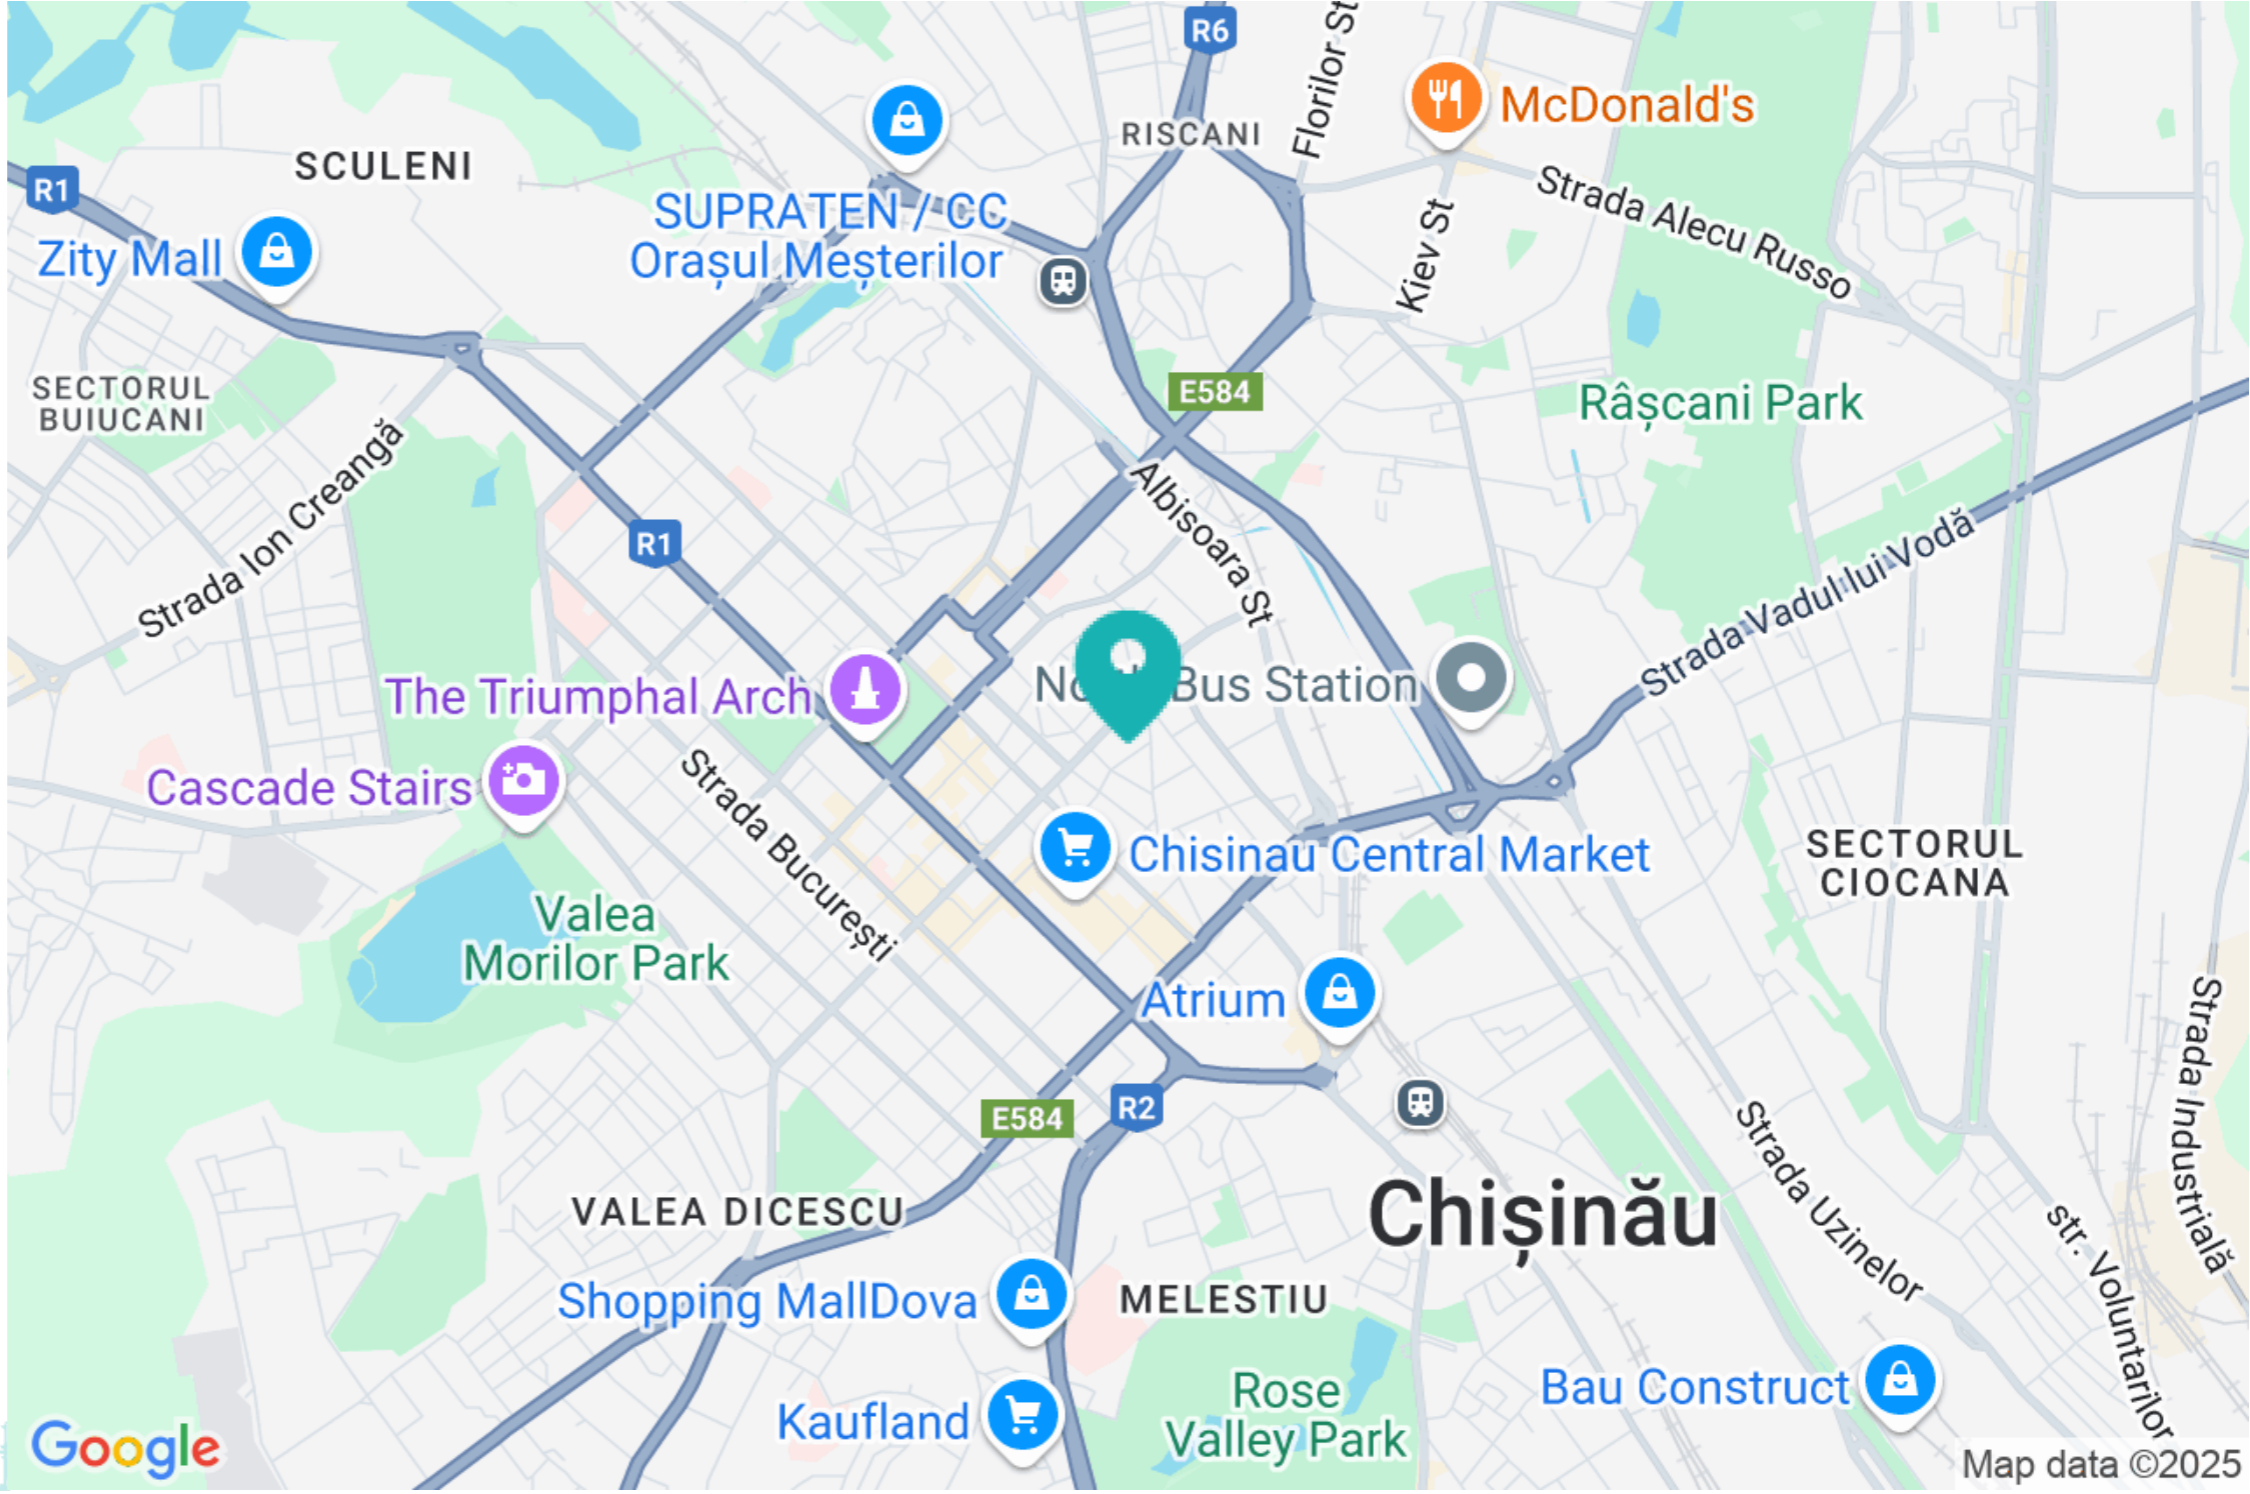 R6
Florilor St
McDonald's
RISCANI
SCULENI
R1
Strada Alecu Russo
SUPRATEN / CC
Orașul Meșterilor
Kiev St
Zity Mall
E584
SECTORUL
BUIUCANI
Râșcani Park
Strada Ion Creangă
Albisoara St
R1
Strada Vadul lui Vodă
Bus Station
The Triumphal Arch
Cascade Stairs
Strada București
Chisinau Central Market
SECTORUL
CIOCANA
Valea
Morilor Park
Atrium
Strada Industrială
E584
R2
Strada Uzinelor
VALEA DICESCU
Chișinău
str. Voluntarilor
Shopping MallDova
MELESTIU
Rose
Valley Park
Bau Construct
Kaufland
Google
Map data ©2025